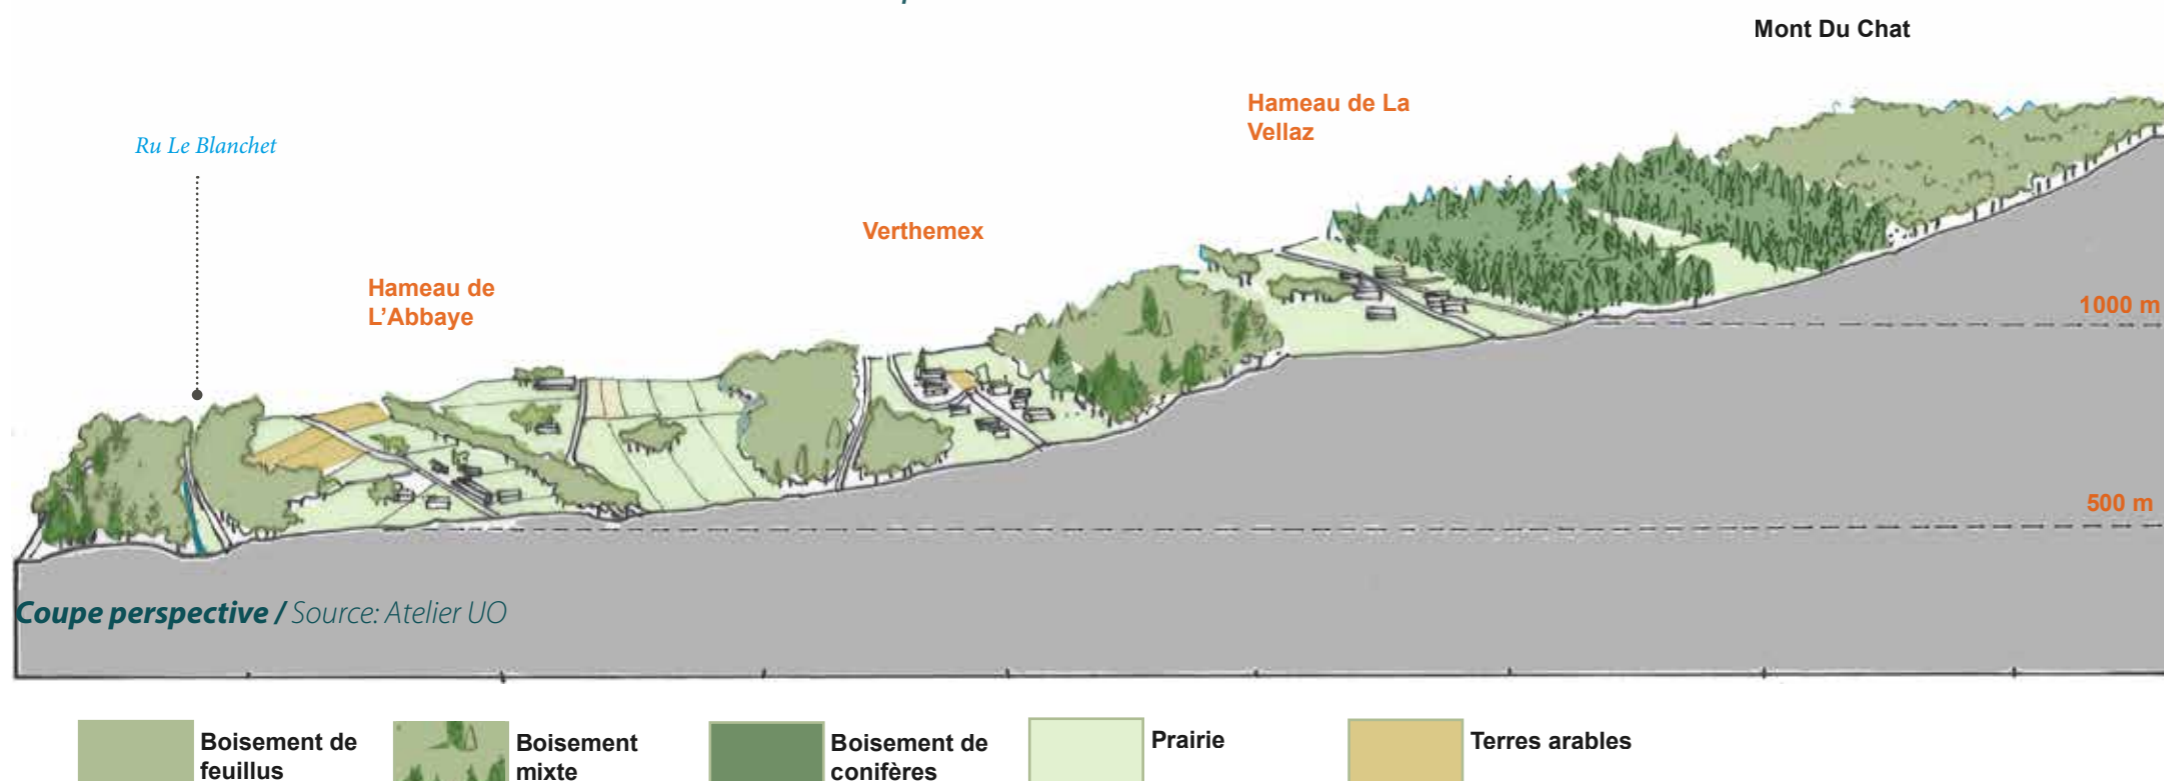 Mont Du Chat
Hameau de La
Vellaz
Ru Le Blanchet
Verthemex
Hameau de
L'Abbaye
1000 m
500 m
Coupe perspective / Source: Atelier UO
Boisement de
feuillus
Boisement
mixte
Boisement de
conifères
Prairie
Terres arables